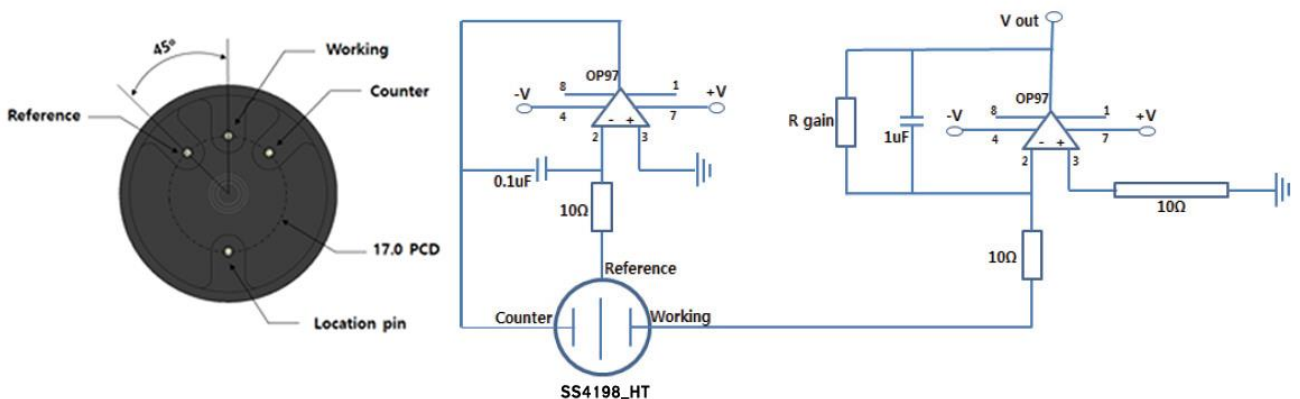 45°
Working
Counter
Reference
17.0 PCD
Location pin
OP97
8
1
-V
+V
4
7
-
+
2
3
0.1uF
10Ω
Reference
Counter
Working
SS4198_HT
V out
OP97
8
1
-V
+V
4
7
-
+
2
3
R gain
1uF
10Ω
10Ω